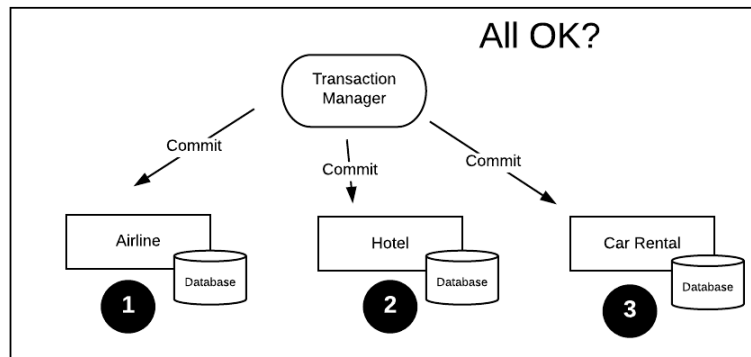 All OK?
Transaction
Manager
Commit
Commit
Commit
Airline
Database
Hotel
Database
Car Rental
Database
1
2
3